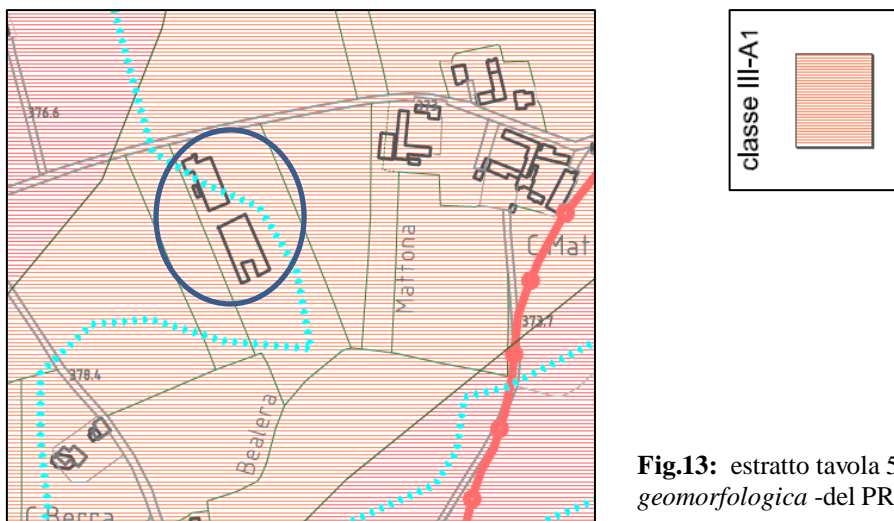 376.6
373
C Mat
Mattona
373.7
378.4
Bealera
C Berra
classe III-A1
Fig.13: estratto tavola 5
geomorfologica -del PR